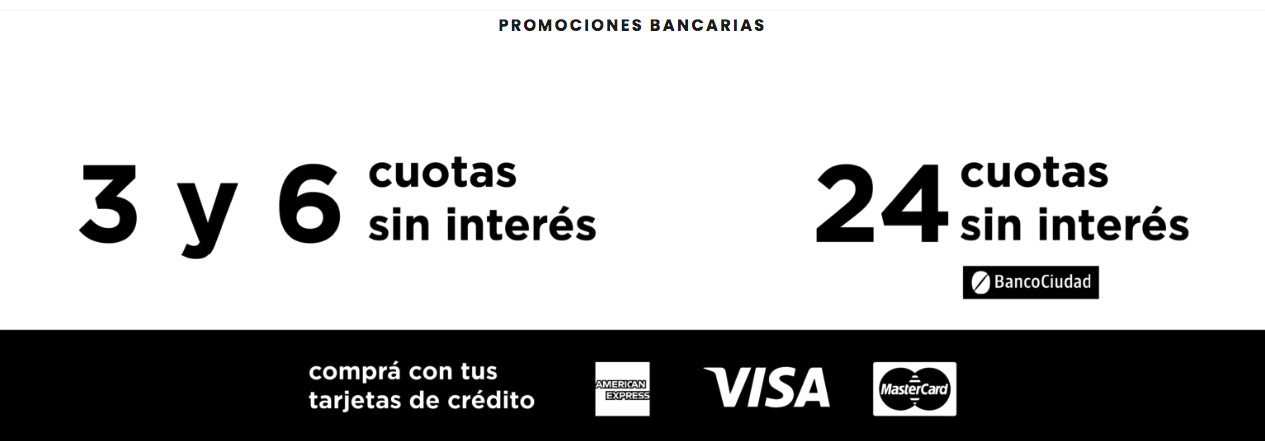 PROMOCIONES BANCARIAS
3 y 6 cuotas
sin interés
24 cuotas
sin interés
BancoCiudad
comprá con tus
tarjetas de crédito
AMERICAN
EXPRESS
VISA
MasterCard